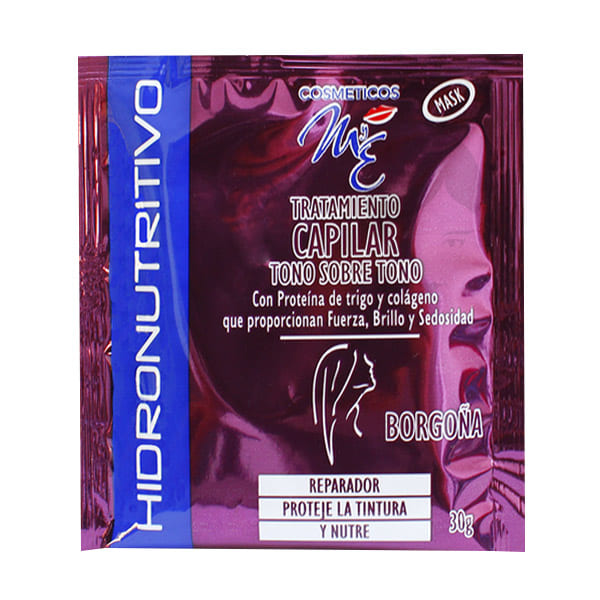 HIDRONUTRITIVO
COSMETICOS
MyE
MASK
TRATAMIENTO
CAPILAR
TONO SOBRE TONO
Con Proteína de trigo y colágeno
que proporcionan Fuerza, Brillo y Sedosidad
BORGOÑA
REPARADOR
PROTEJE LA TINTURA
Y NUTRE
30g